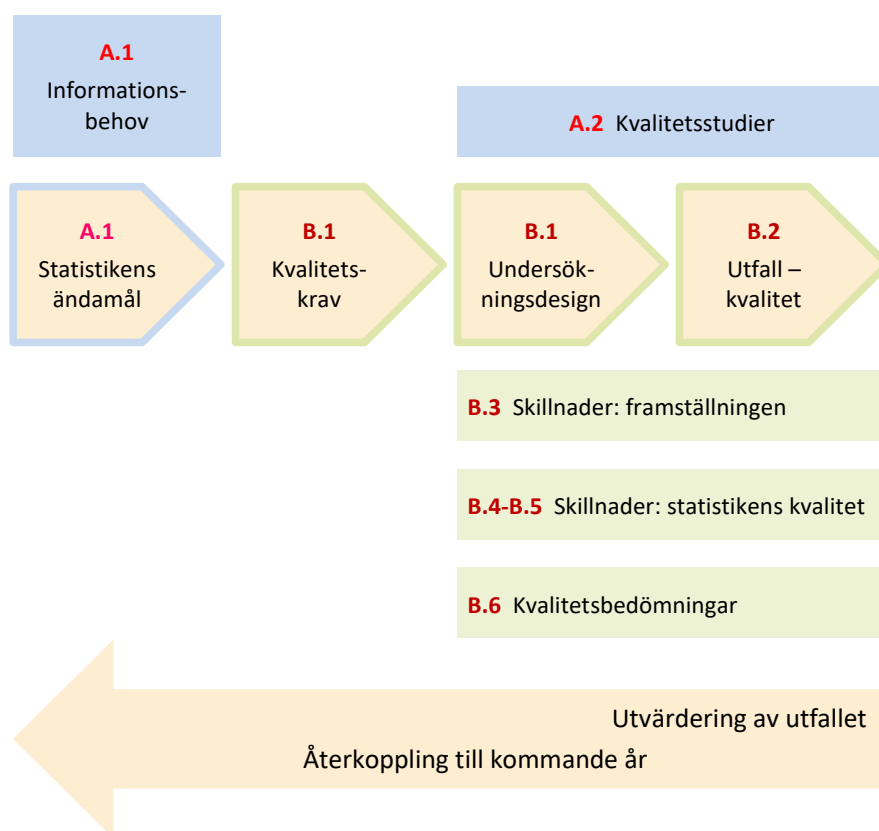 A.1
Informations-
behov
A.2 Kvalitetsstudier
A.1
Statistikens
ändamål
B.1
Kvalitets-
krav
B.1
Undersök-
ningsdesign
B.2
Utfall –
kvalitet
B.3 Skillnader: framställningen
B.4-B.5 Skillnader: statistikens kvalitet
B.6 Kvalitetsbedömningar
Utvärdering av utfallet
Återkoppling till kommande år